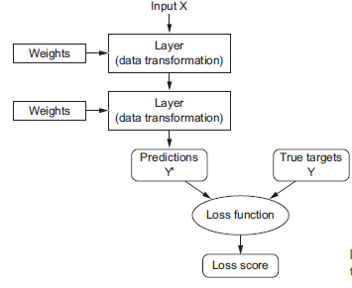 Input X
Layer
(data transformation)
Weights
Layer
(data transformation)
Weights
Predictions
Y'
True targets
Y
Loss function
Loss score